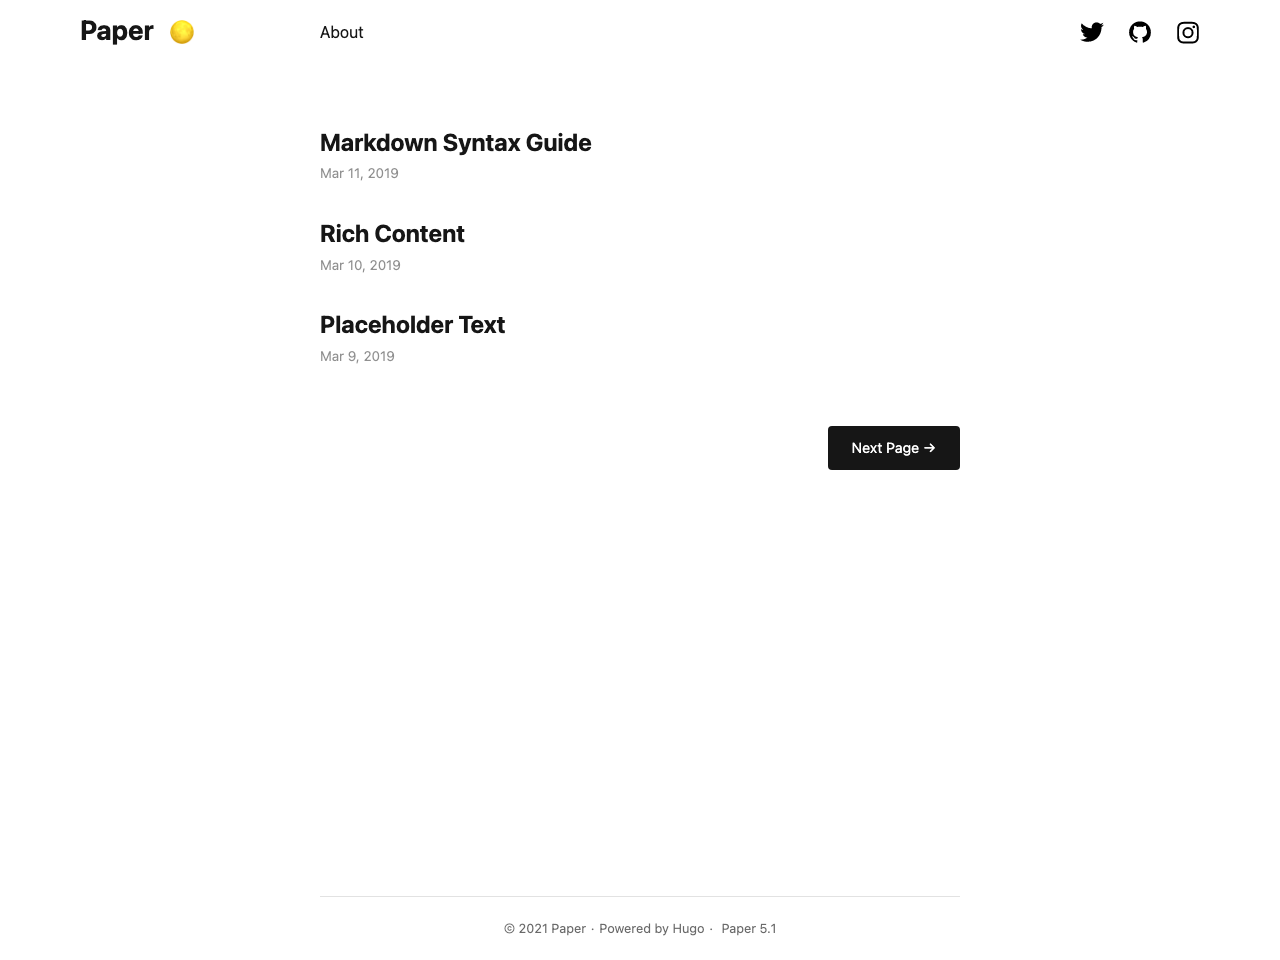 Paper
About
Markdown Syntax Guide
Mar 11, 2019
Rich Content
Mar 10, 2019
Placeholder Text
Mar 9, 2019
Next Page →
© 2021 Paper · Powered by Hugo · Paper 5.1